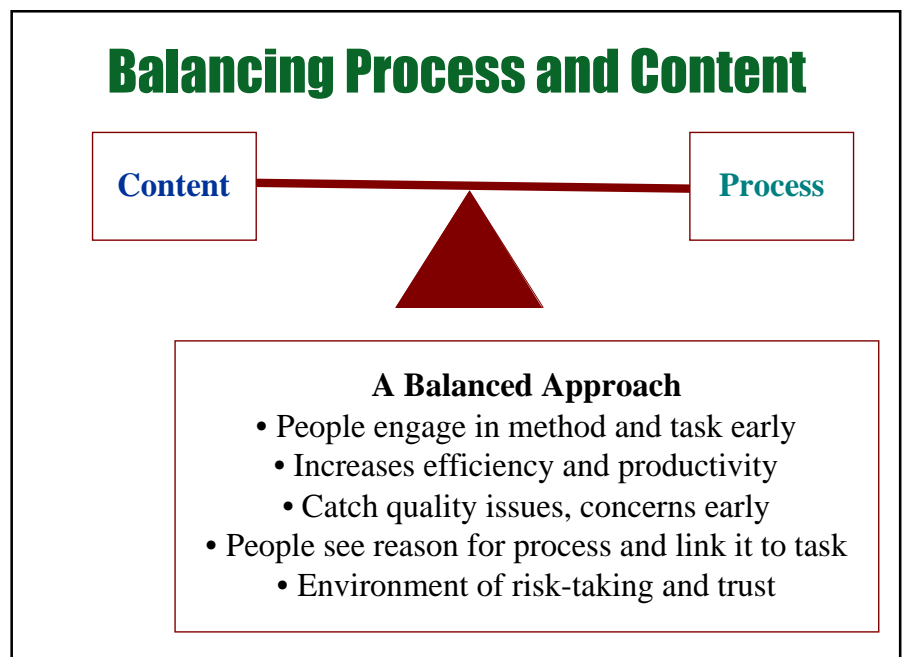 Balancing Process and Content
Content
Process
A Balanced Approach
• People engage in method and task early
• Increases efficiency and productivity
• Catch quality issues, concerns early
• People see reason for process and link it to task
• Environment of risk-taking and trust